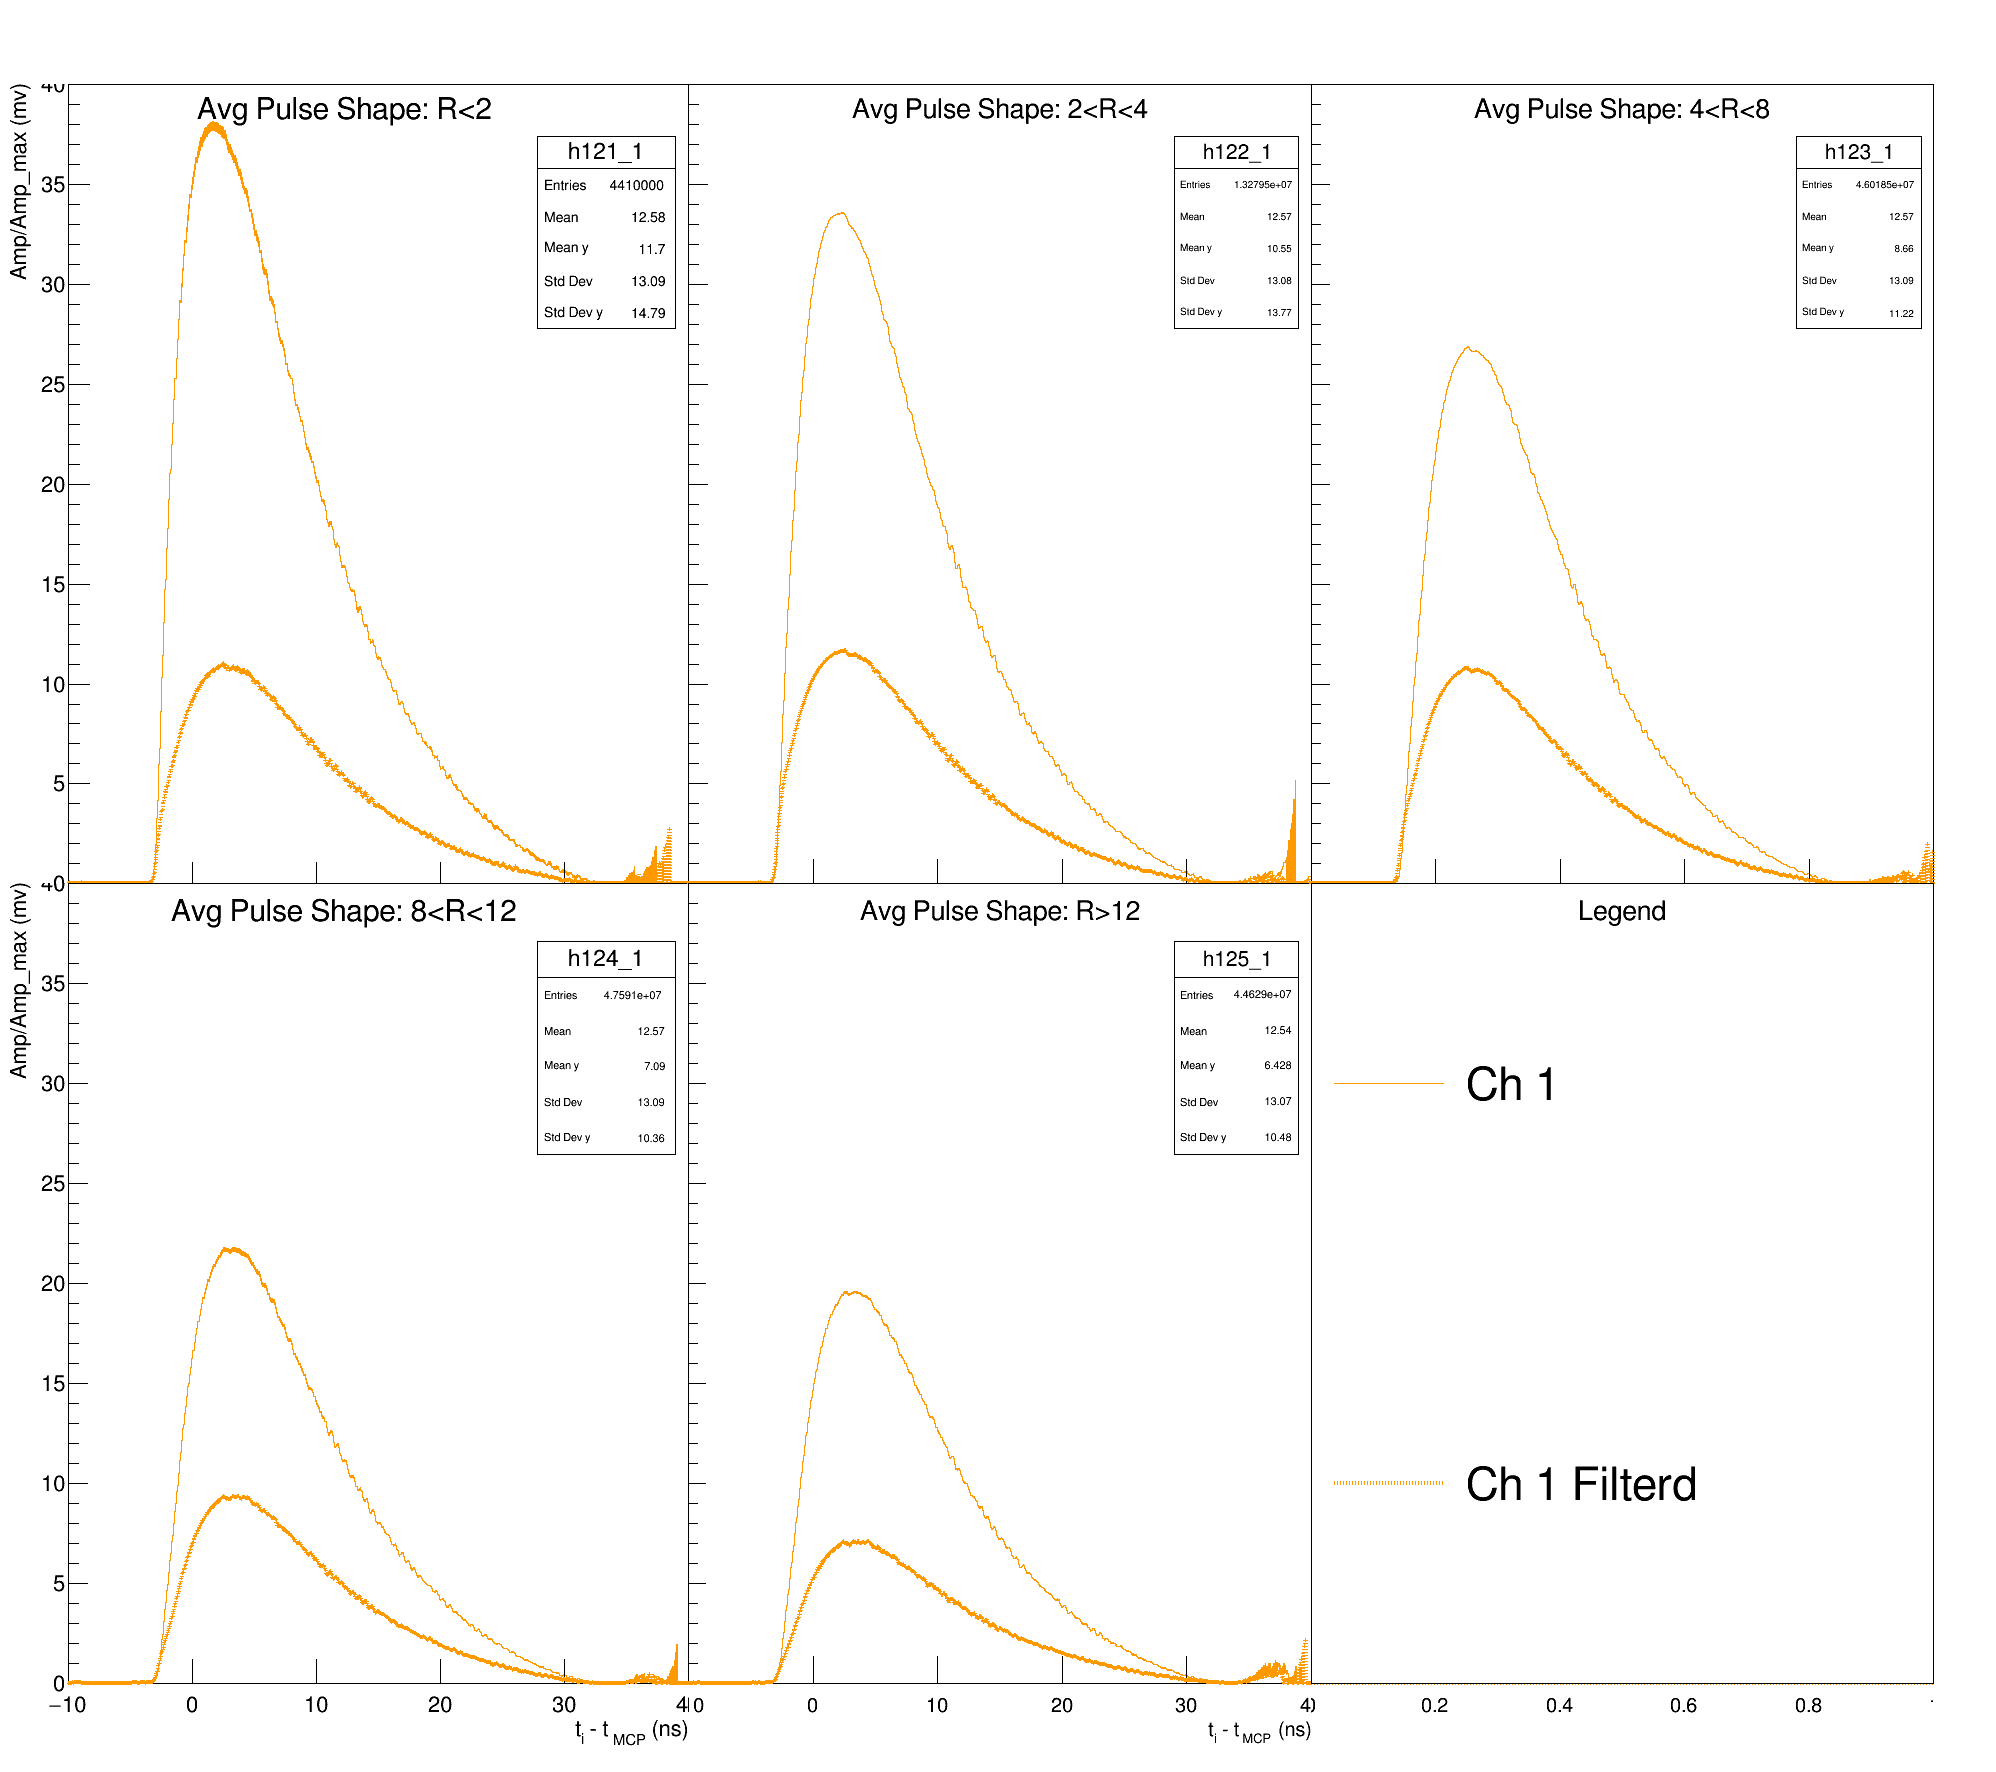 Amp/Amp_max (mv)
40
35
30
25
20
15
10
5
0
Avg Pulse Shape: R<2
h121_1
Entries 4410000
Mean 12.58
Mean y 11.7
Std Dev 13.09
Std Dev y 14.79
Avg Pulse Shape: 2<R<4
h122_1
Entries 1.32795e+07
Mean 12.57
Mean y 10.55
Std Dev 13.08
Std Dev y 13.77
Avg Pulse Shape: 4<R<8
h123_1
Entries 4.60185e+07
Mean 12.57
Mean y 8.66
Std Dev 13.09
Std Dev y 11.22
Amp/Amp_max (mv)
35
30
25
20
15
10
5
0
Avg Pulse Shape: 8<R<12
h124_1
Entries 4.7591e+07
Mean 12.57
Mean y 7.09
Std Dev 13.09
Std Dev y 10.36
−10 0 10 20 30 4
t_i - t_MCP (ns)
Avg Pulse Shape: R>12
h125_1
Entries 4.4629e+07
Mean 12.54
Mean y 6.428
Std Dev 13.07
Std Dev y 10.48
0 10 20 30 40
t_i - t_MCP (ns)
Legend
Ch 1
Ch 1 Filterd
0.2 0.4 0.6 0.8